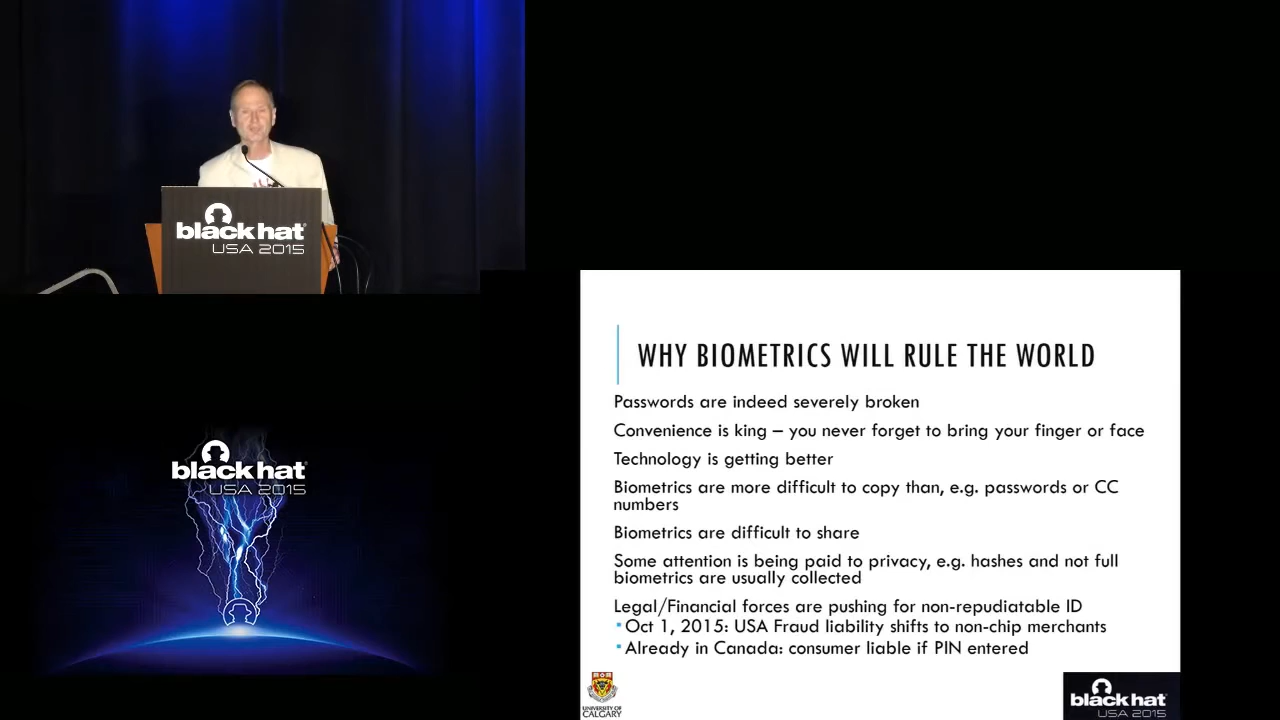 black hat
USA 2015
WHY BIOMETRICS WILL RULE THE WORLD
Passwords are indeed severely broken
Convenience is king – you never forget to bring your finger or face
Technology is getting better
Biometrics are more difficult to copy than, e.g. passwords or CC
numbers
Biometrics are difficult to share
Some attention is being paid to privacy, e.g. hashes and not full
biometrics are usually collected
Legal/Financial forces are pushing for non-repudiatable ID
Oct 1, 2015: USA Fraud liability shifts to non-chip merchants
Already in Canada: consumer liable if PIN entered
black hat
USA 2015
UNIVERSITY OF
CALGARY
black hat
USA 2015